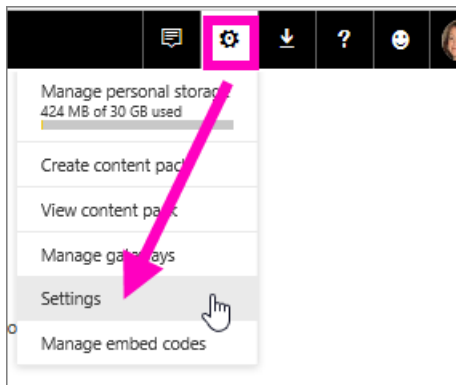 ?
Manage personal storage
424 MB of 30 GB used
Create content pack
View content pack
Manage gateways
Settings
o
Manage embed codes